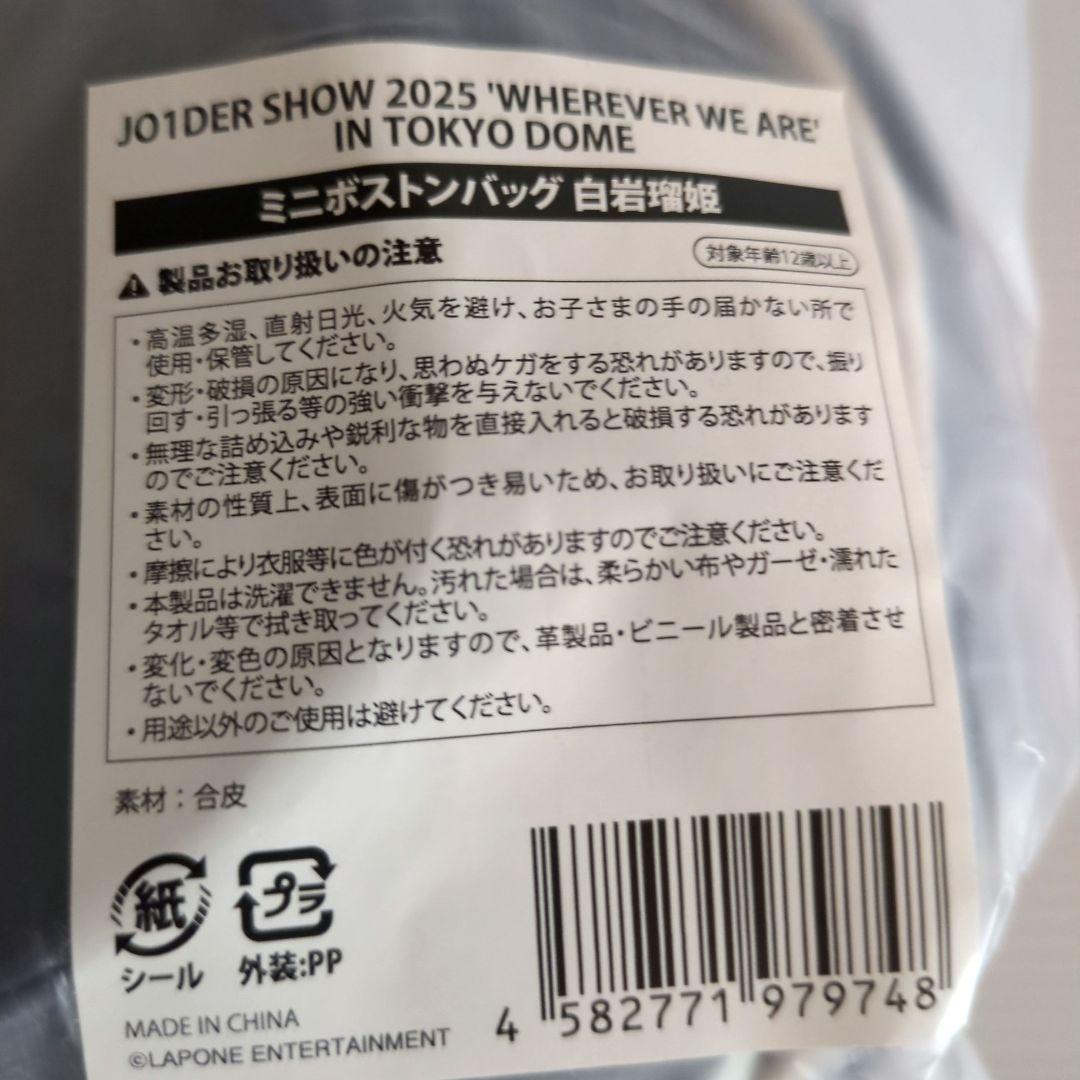 JO1DER SHOW 2025 'WHEREVER WE ARE'
IN TOKYO DOME
ミニボストンバッグ 白岩瑠姫
製品お取り扱いの注意
対象年齢12歳以上
・高温多湿、直射日光、火気を避け、お子さまの手の届かない所で
使用・保管してください。
・変形・破損の原因になり、思わぬケガをする恐れがありますので、振り
回す・引っ張る等の強い衝撃を与えないでください。
・無理な詰め込みや鋭利な物を直接入れると破損する恐れがあります
のでご注意ください。
・素材の性質上、表面に傷がつき易いため、お取り扱いにご注意くだ
さい。
・摩擦により衣服等に色が付く恐れがありますのでご注意ください。
・本製品は洗濯できません。汚れた場合は、柔らかい布やガーゼ・濡れた
タオル等で拭き取ってください。
・変化・変色の原因となりますので、革製品・ビニール製品と密着させ
ないでください。
・用途以外のご使用は避けてください。
素材：合皮
紙
シール
プラ
外装:PP
MADE IN CHINA
©LAPONE ENTERTAINMENT
4 582771 979748